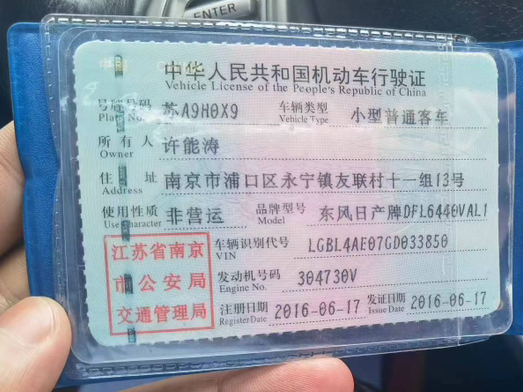 ENTER
中华人民共和国机动车行驶证
Vehicle License of the People's Republic of China
号牌号码 苏A9H0X9 车辆类型 小型普通客车
Plate No. Vehicle Type
所有人 许能涛
Owner
住址 南京市浦口区永宁镇友联村十一组13号
Address
使用性质 非营运 品牌型号 东风日产牌DFL6440VAL1
Use Character Model
江苏省南京
市公安局
交通管理局
车辆识别代号 LGBL4AE07GD033850
VIN
发动机号码 304730V
Engine No.
注册日期 2016-06-17 发证日期 2016-06-17
Register Date Issue Date